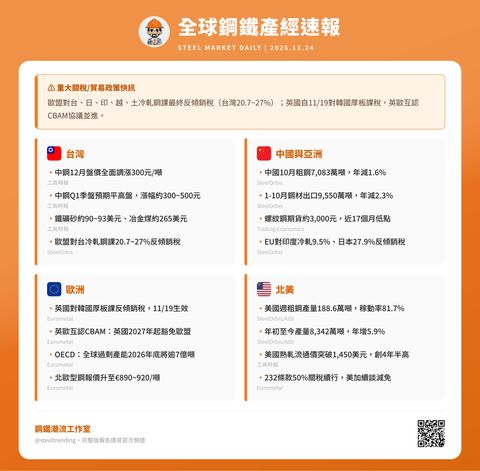 全球鋼鐵產經速報
STEEL MARKET DAILY | 2026.11.24
⚠ 重大關稅/貿易政策快訊
歐盟對台、日、印、越、土冷軋鋼課最終反傾銷稅（台灣20.7~27%）；英國自11/19對韓國厚板課稅，英歐互認
CBAM協議並進。
台灣
• 中鋼12月盤價全面調漲300元/噸
工商時報
• 中鋼Q1季盤預期平高盤，漲幅約300~500元
工商時報
• 鐵礦砂約90~93美元、冶金煤約265美元
工商時報
• 歐盟對台冷軋鋼課20.7~27%反傾銷稅
SteelOrbis
中國與亞洲
• 中國10月粗鋼7,083萬噸，年減1.6%
SteelOrbis
• 1-10月鋼材出口9,550萬噸，年減2.3%
SteelOrbis
• 螺紋鋼期貨約3,000元，近17個月低點
Trading Economics
• EU對印度冷軋9.5%、日本27.9%反傾銷稅
SteelOrbis
歐洲
• 英國對韓國厚板課反傾銷稅，11/19生效
Eurometal
• 英歐互認CBAM：英國2027年起豁免歐盟
Eurometal
• OECD：全球過剩產能2026年底將逾7億噸
Eurometal
• 北歐型鋼報價升至€890~920/噸
Eurometal
北美
• 美國週粗鋼產量188.6萬噸，稼動率81.7%
SteelOrbis/AISI
• 年初至今產量8,342萬噸，年增5.9%
SteelOrbis/AISI
• 美國熱軋流通價突破1,450美元，創4年半高
工商時報
• 232條款50%關稅續行，美加續談減免
Eurometal
鋼鐵潮流工作室
@steeltrending・完整版報告請見官方頻道